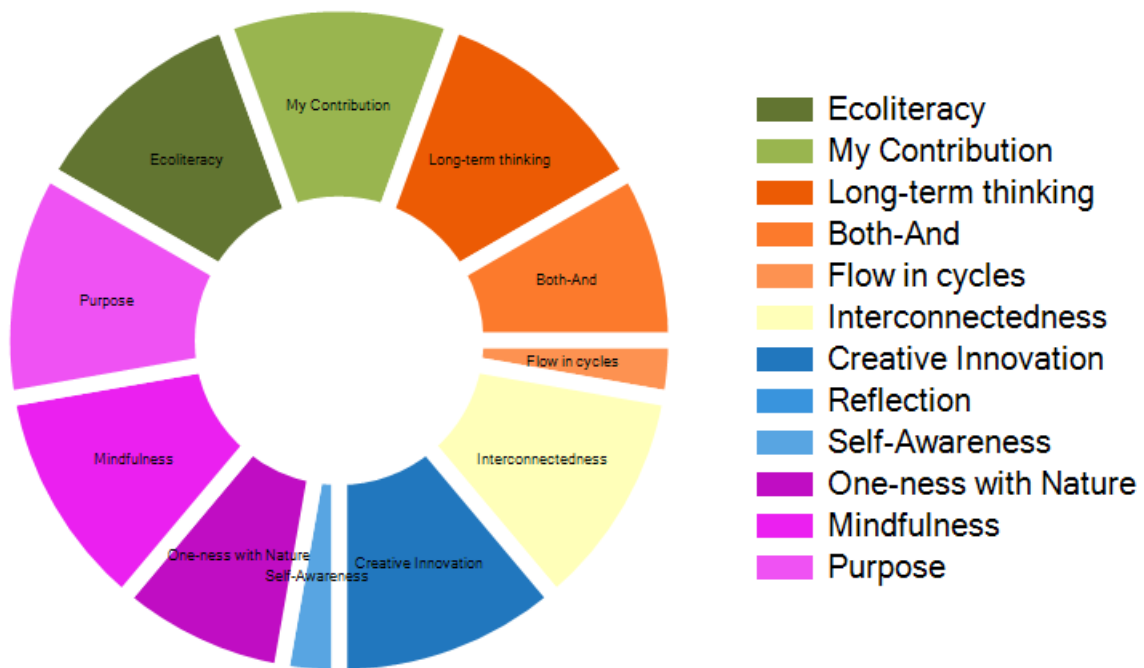 My Contribution
Ecoliteracy
Long-term thinking
Purpose
Both-And
Flow in cycles
Mindfulness
Interconnectedness
One-ness with Nature
Self-Awareness
Creative Innovation
Ecoliteracy
My Contribution
Long-term thinking
Both-And
Flow in cycles
Interconnectedness
Creative Innovation
Reflection
Self-Awareness
One-ness with Nature
Mindfulness
Purpose